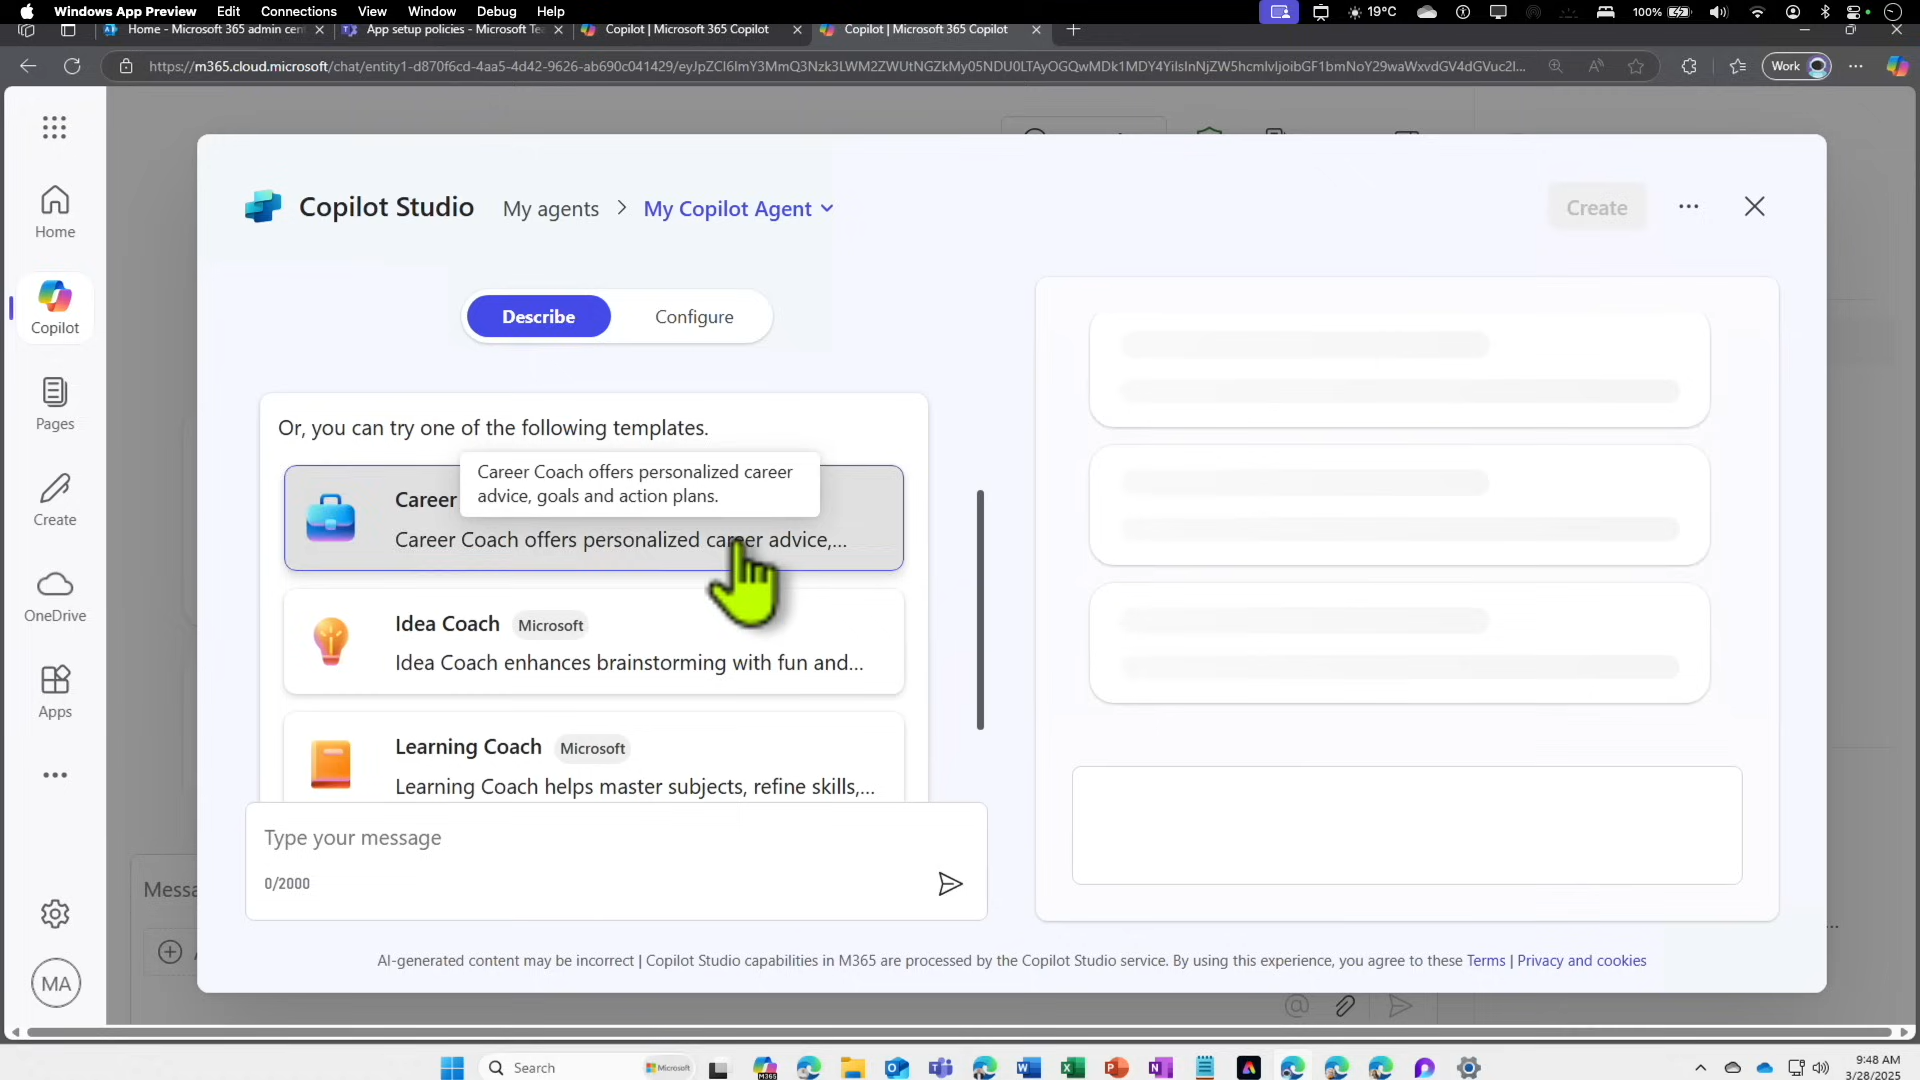 Windows App Preview Edit Connections View Window Debug Help 19°C 100%
Home - Microsoft 365 admin cen App setup policies - Microsoft Te Copilot | Microsoft 365 Copilot Copilot | Microsoft 365 Copilot
Work
Copilot Studio My agents > My Copilot Agent Create
Home
Copilot
Pages
Create
OneDrive
Apps
MA
Describe Configure
Or, you can try one of the following templates.
Career Coach offers personalized career
advice, goals and action plans.
Career
Career Coach offers personalized career advice,...
Idea Coach Microsoft
Idea Coach enhances brainstorming with fun and...
Learning Coach Microsoft
Learning Coach helps master subjects, refine skills,...
Type your message
0/2000
Messa
AI-generated content may be incorrect | Copilot Studio capabilities in M365 are processed by the Copilot Studio service. By using this experience, you agree to these Terms | Privacy and cookies
Search Microsoft M365
9:48 AM
3/28/2025